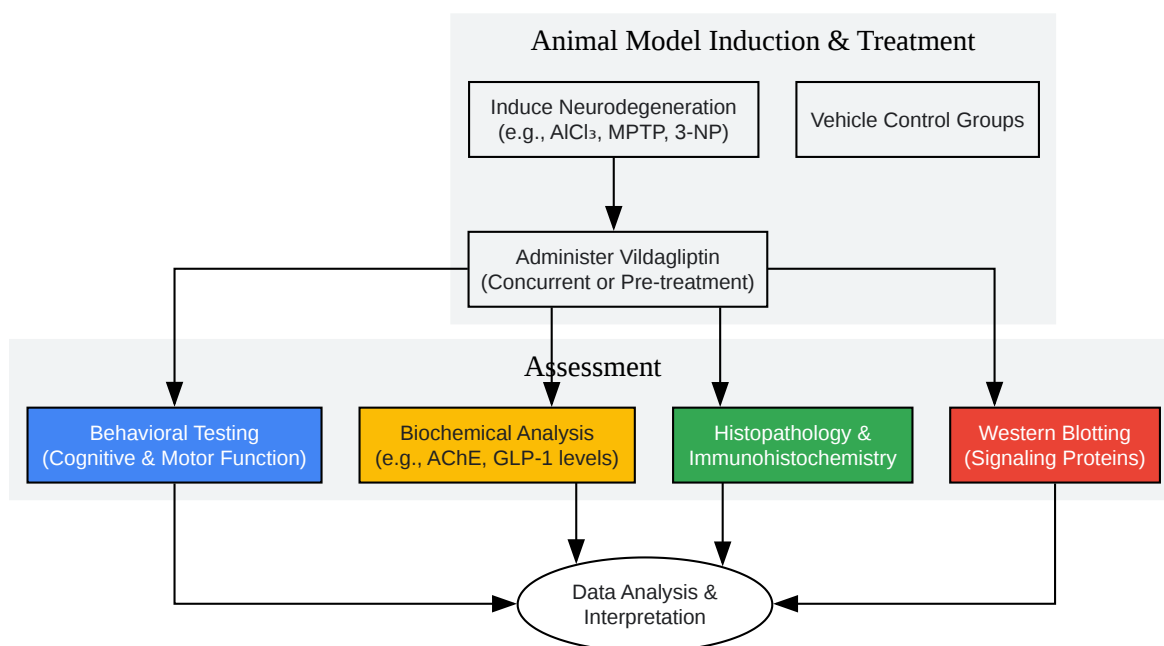 Animal Model Induction & Treatment
Induce Neurodegeneration
(e.g., AlCl₃, MPTP, 3-NP)
Vehicle Control Groups
Administer Vildagliptin
(Concurrent or Pre-treatment)
Assessment
Behavioral Testing
(Cognitive & Motor Function)
Biochemical Analysis
(e.g., AChE, GLP-1 levels)
Histopathology &
Immunohistochemistry
Western Blotting
(Signaling Proteins)
Data Analysis &
Interpretation